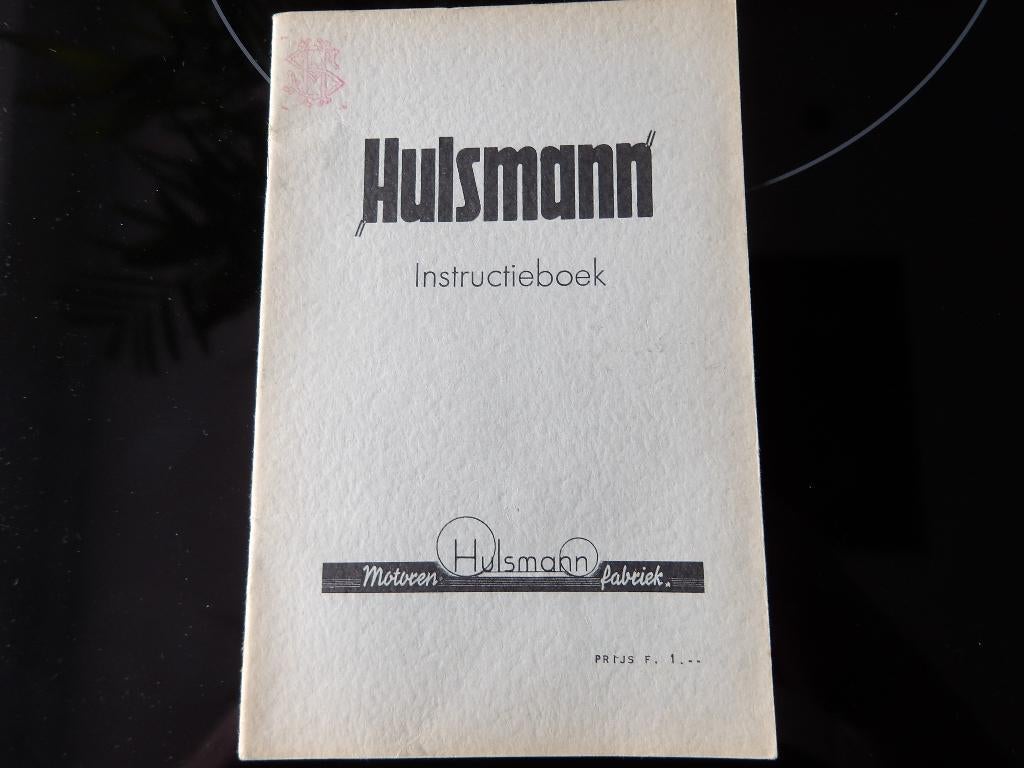 "Hulsmann"
Instructieboek
Motoren Hulsmann fabriek.
PRIJS F. 1.--